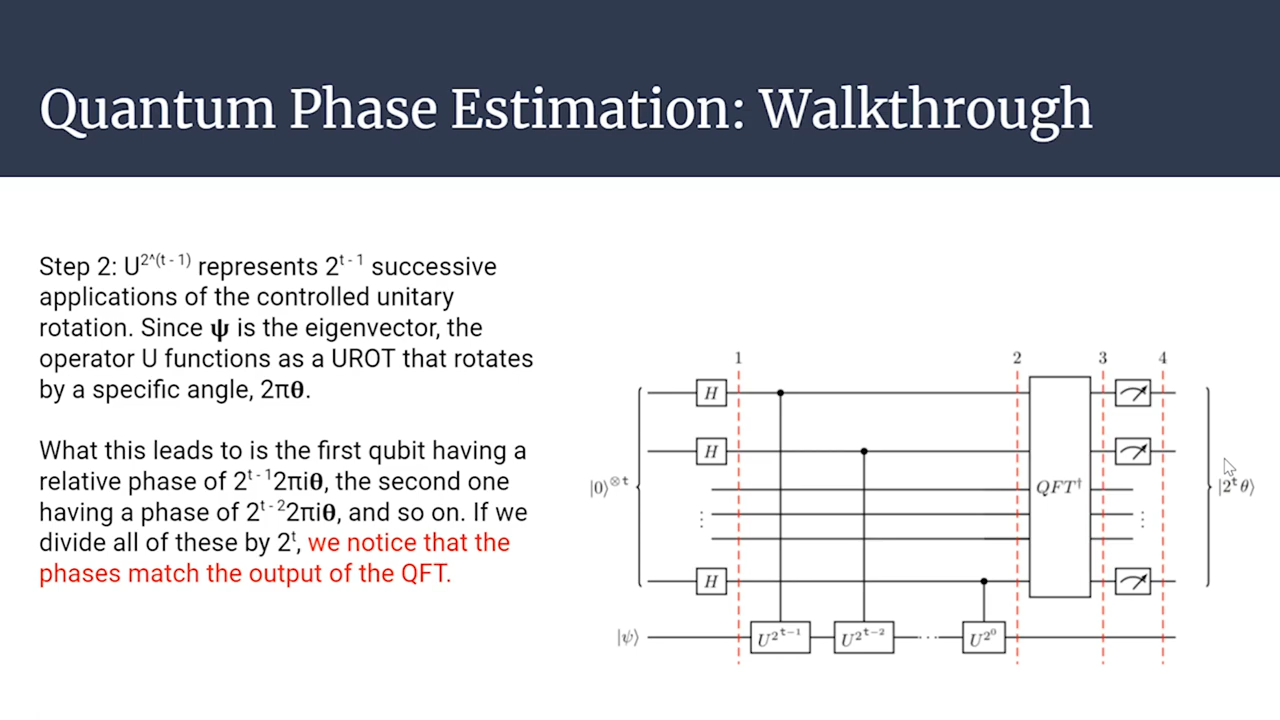 Quantum Phase Estimation: Walkthrough
Step 2: U^2^(t - 1) represents 2^t - 1 successive
applications of the controlled unitary
rotation. Since ψ is the eigenvector, the
operator U functions as a UROT that rotates
by a specific angle, 2πθ.
What this leads to is the first qubit having a
relative phase of 2^t - 1 2πiθ, the second one
having a phase of 2^t - 2 2πiθ, and so on. If we
divide all of these by 2^t, we notice that the
phases match the output of the QFT.
1 2 3 4
H
H
|0⟩^⊗t
QFT†
|2^t θ⟩
⋮ ⋮
H
|ψ⟩ U^2^t−1 U^2^t−2 ... U^2^0